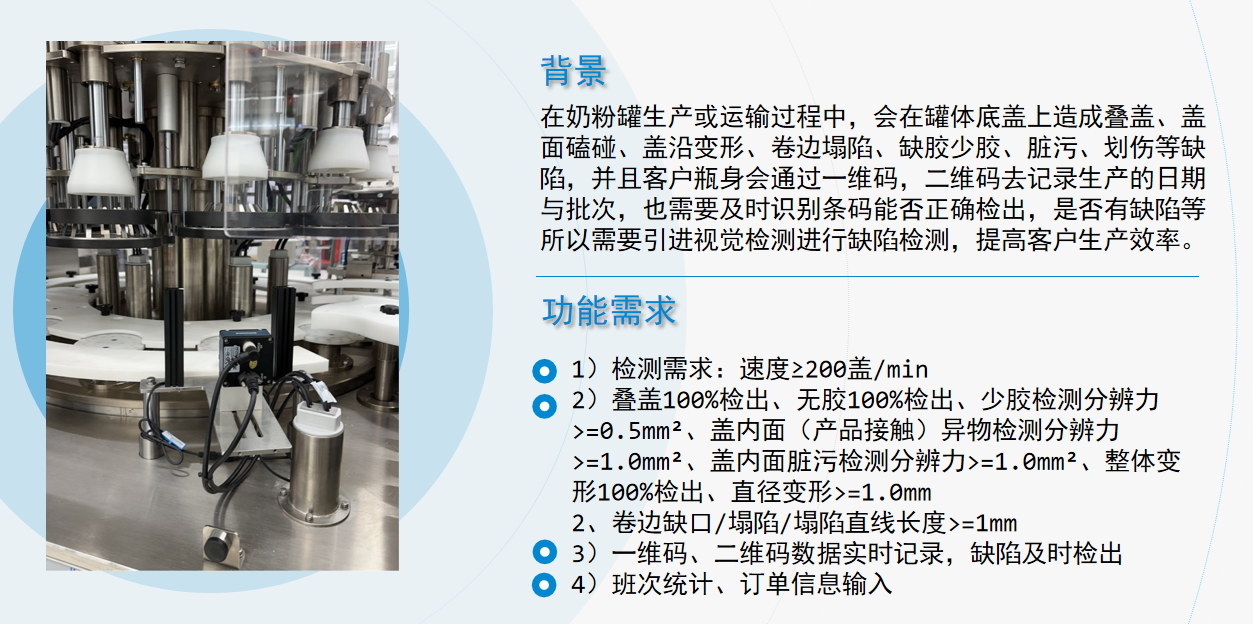 背景
在奶粉罐生产或运输过程中，会在罐体底盖上造成叠盖、盖
面磕碰、盖沿变形、卷边塌陷、缺胶少胶、脏污、划伤等缺
陷，并且客户瓶身会通过一维码，二维码去记录生产的日期
与批次，也需要及时识别条码能否正确检出，是否有缺陷等
所以需要引进视觉检测进行缺陷检测，提高客户生产效率。
功能需求
1）检测需求：速度≥200盖/min
2）叠盖100%检出、无胶100%检出、少胶检测分辨力
>=0.5mm²、盖内面（产品接触）异物检测分辨力
>=1.0mm²、盖内面脏污检测分辨力>=1.0mm²、整体变
形100%检出、直径变形>=1.0mm
2、卷边缺口/塌陷/塌陷直线长度>=1mm
3）一维码、二维码数据实时记录，缺陷及时检出
4）班次统计、订单信息输入